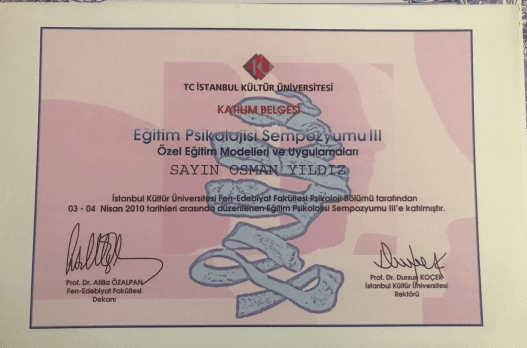 TC İSTANBUL KÜLTÜR ÜNİVERSİTESİ
KATILIM BELGESİ
Eğitim Psikolojisi Sempozyumu III
Özel Eğitim Modelleri ve Uygulamaları
SAYIN OSMAN YILDIZ
İstanbul Kültür Üniversitesi Fen-Edebiyat Fakültesi Psikoloji Bölümü tarafından
03 - 04 Nisan 2010 tarihleri arasında düzenlenen Eğitim Psikolojisi Sempozyumu III'e katılmıştır.
Prof. Dr. Atilla ÖZALPAN
Fen-Edebiyat Fakültesi
Dekanı
Prof. Dr. Dursun KOÇER
İstanbul Kültür Üniversitesi
Rektörü